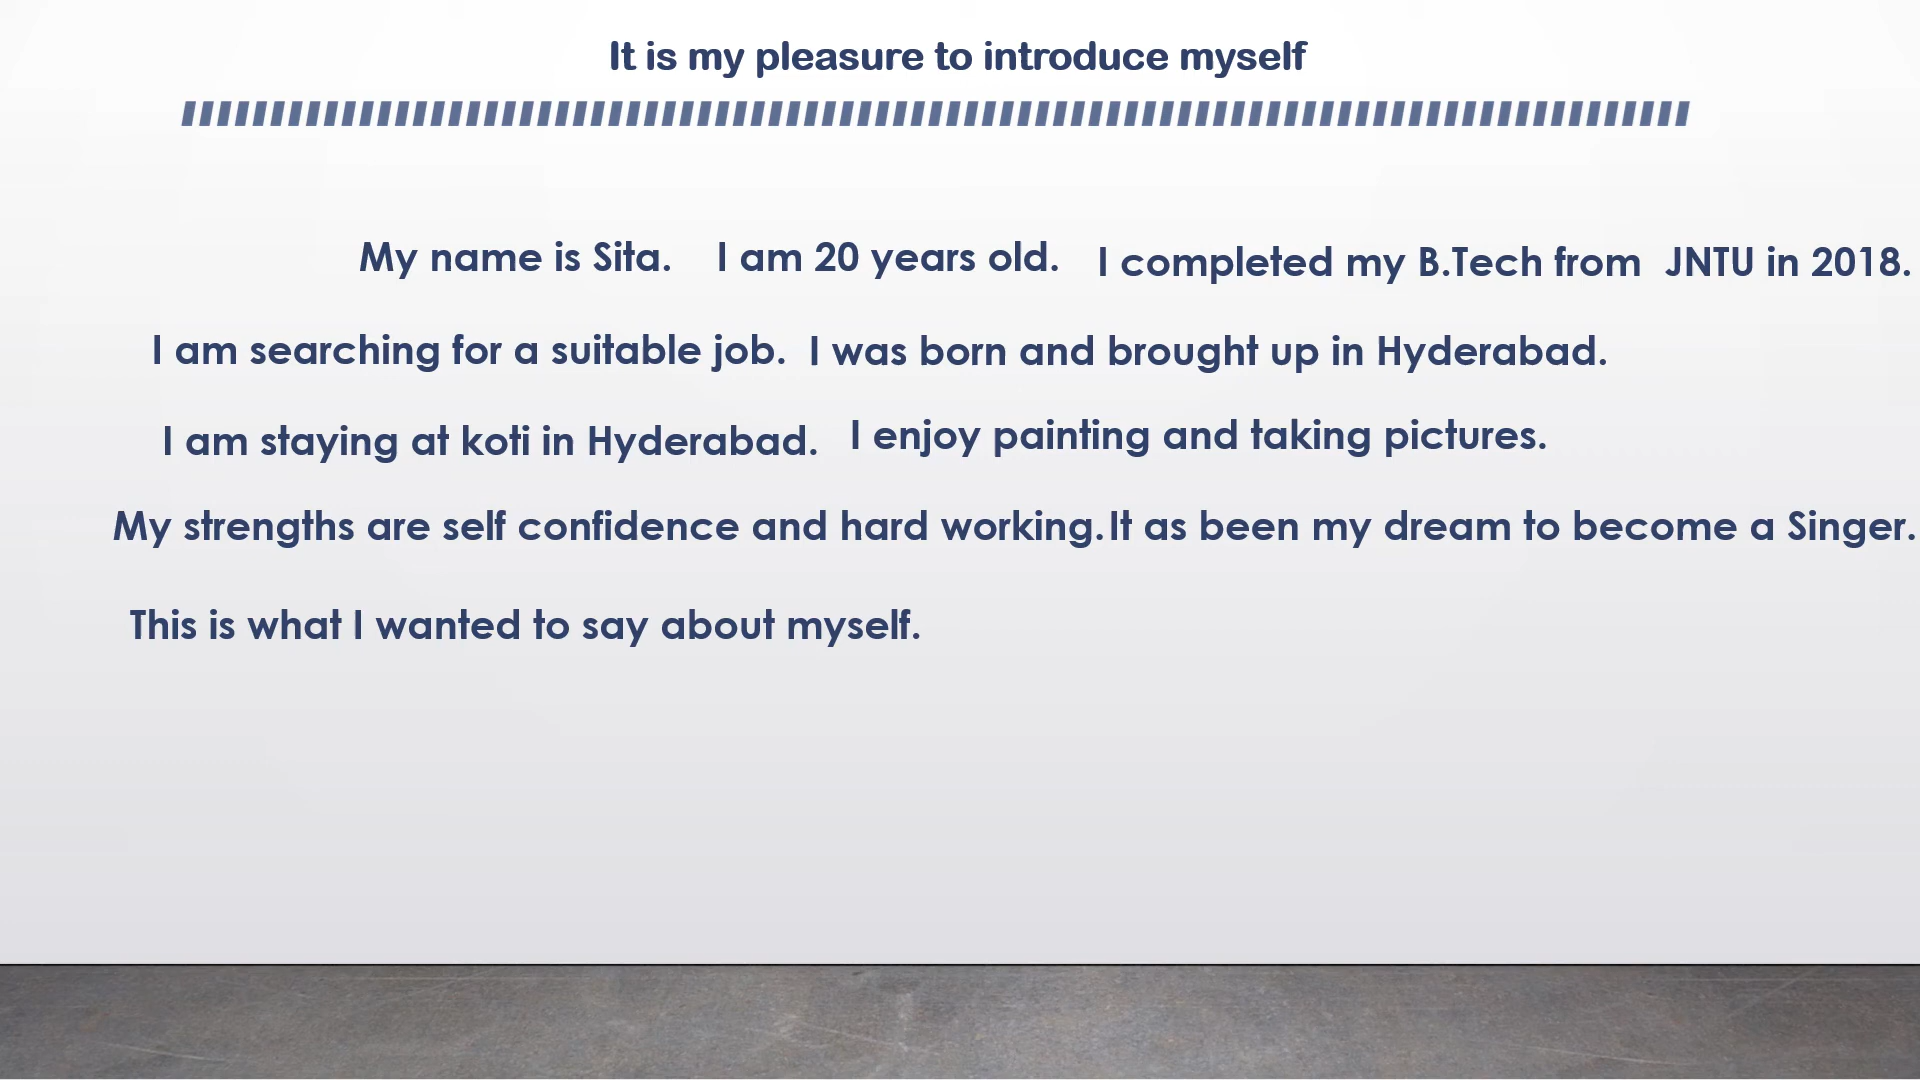 It is my pleasure to introduce myself
My name is Sita. I am 20 years old. I completed my B.Tech from JNTU in 2018.
I am searching for a suitable job. I was born and brought up in Hyderabad.
I am staying at koti in Hyderabad. I enjoy painting and taking pictures.
My strengths are self confidence and hard working. It as been my dream to become a Singer.
This is what I wanted to say about myself.